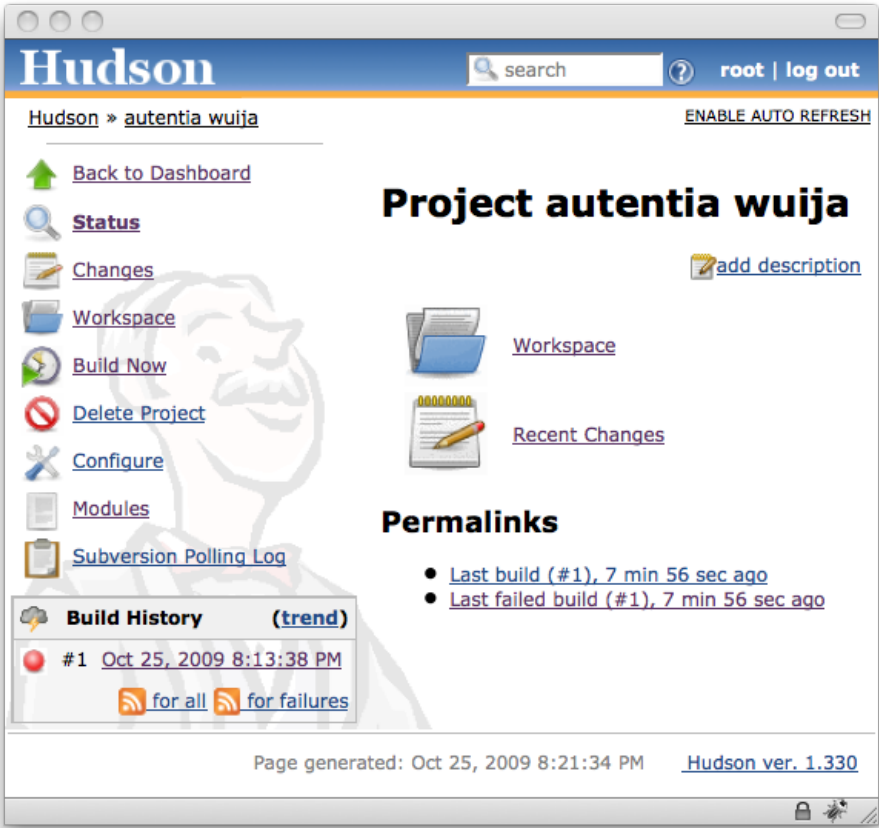 Hudson
search
root | log out
Hudson » autentia wuija
ENABLE AUTO REFRESH
Back to Dashboard
Status
Changes
Workspace
Build Now
Delete Project
Configure
Modules
Subversion Polling Log
Build History (trend)
#1 Oct 25, 2009 8:13:38 PM
for all for failures
Project autentia wuija
add description
Workspace
Recent Changes
Permalinks
Last build (#1), 7 min 56 sec ago
Last failed build (#1), 7 min 56 sec ago
Page generated: Oct 25, 2009 8:21:34 PM Hudson ver. 1.330